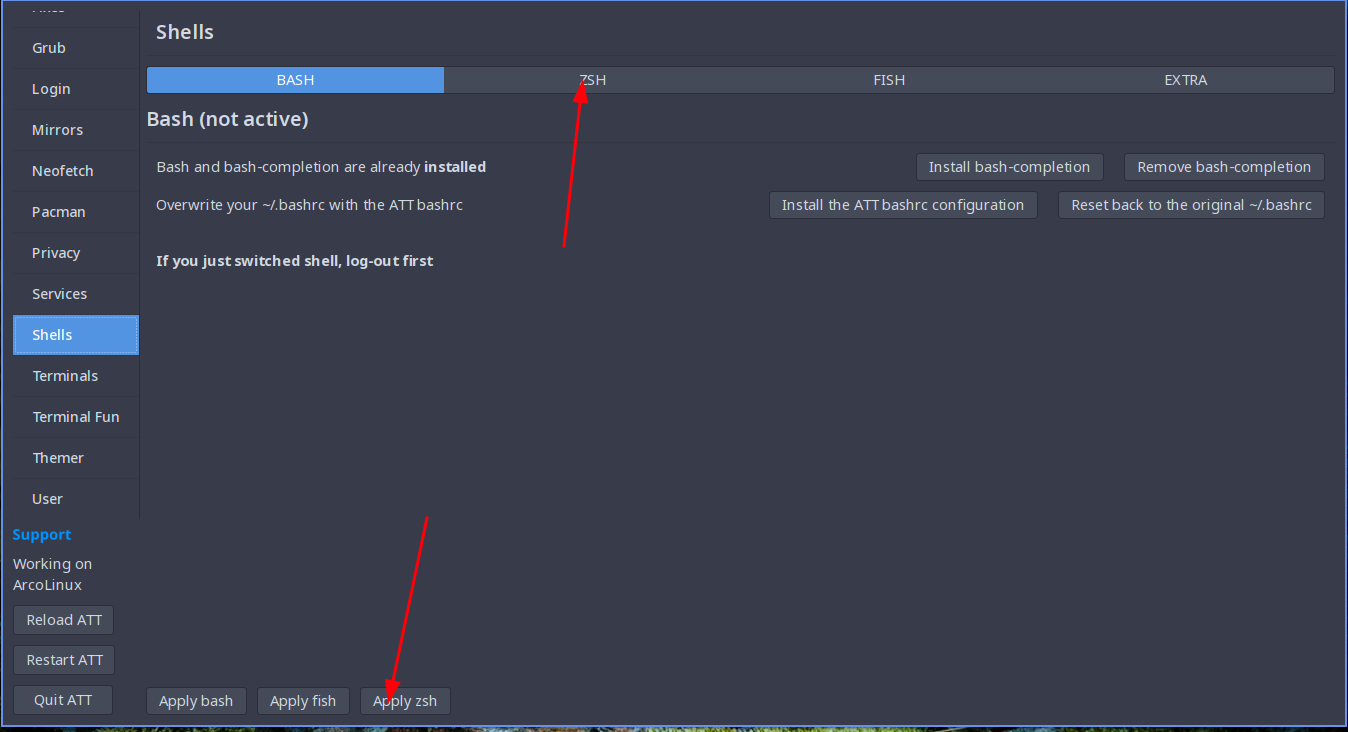 Grub
Login
Mirrors
Neofetch
Pacman
Privacy
Services
Shells
Terminals
Terminal Fun
Themer
User
Support
Working on
ArcoLinux
Reload ATT
Restart ATT
Quit ATT
Shells
BASH ZSH FISH EXTRA
Bash (not active)
Bash and bash-completion are already installed Install bash-completion Remove bash-completion
Overwrite your ~/.bashrc with the ATT bashrc Install the ATT bashrc configuration Reset back to the original ~/.bashrc
If you just switched shell, log-out first
Apply bash Apply fish Apply zsh